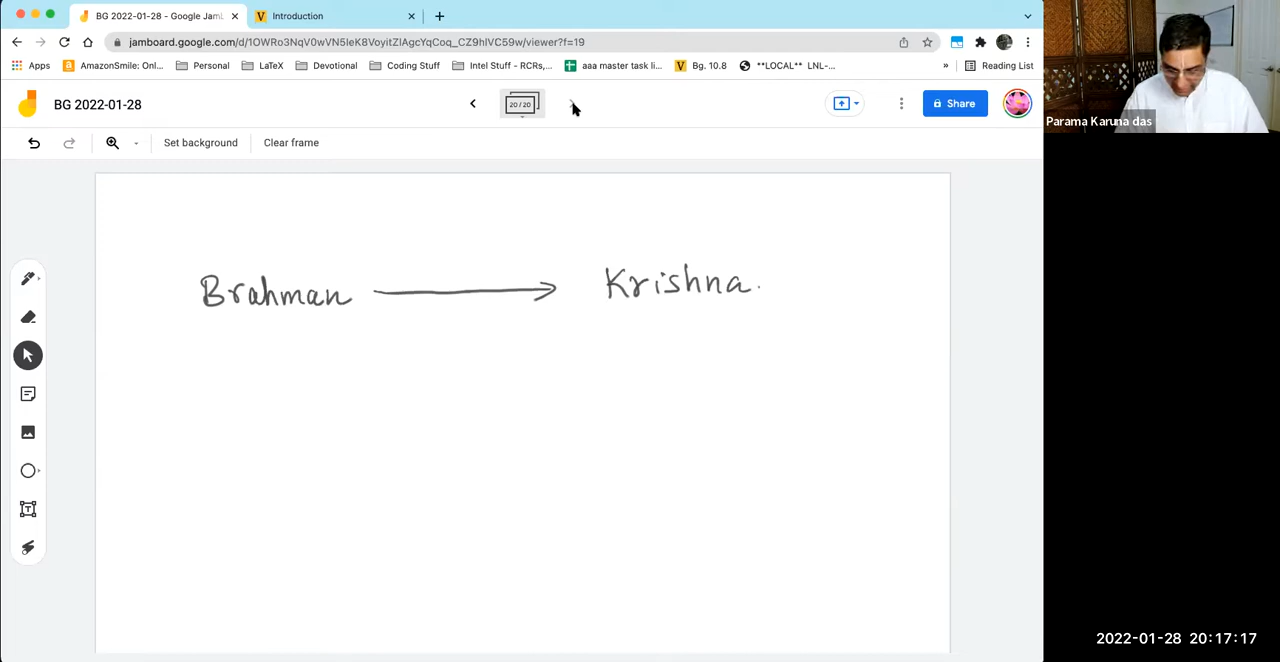 BG 2022-01-28 - Google Jam
Introduction
jamboard.google.com/d/1OWRo3NqV0wVN5IeK8VoyitZlAgcYqCoq_CZ9hlVC59w/viewer?f=19
Apps AmazonSmile: Onl... Personal LaTeX Devotional Coding Stuff Intel Stuff - RCRs,... aaa master task li... Bg. 10.8 **LOCAL** LNL-... » Reading List
BG 2022-01-28
20 / 20
Share
Set background Clear frame
Parama Karuna das
Brahman → Krishna.
2022-01-28 20:17:17